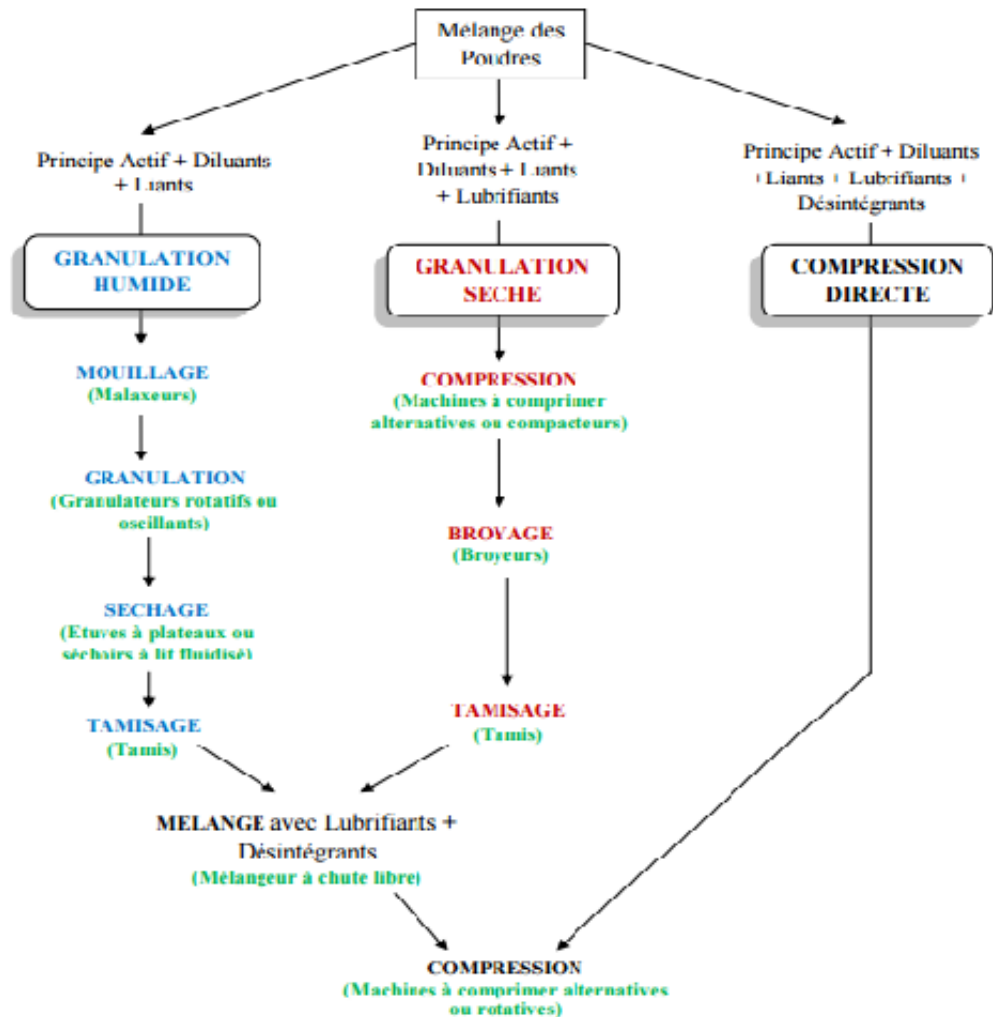 Mélange des
Poudres
Principe Actif + Diluants
+ Liants
GRANULATION
HUMIDE
MOUILLAGE
(Malaxeurs)
GRANULATION
(Granulateurs rotatifs ou
oscillants)
SECHAGE
(Etuves à plateaux ou
séchoirs à lit fluidisé)
TAMISAGE
(Tamis)
Principe Actif +
Diluants + Liants
+ Lubrifiants
GRANULATION
SECHE
COMPRESSION
(Machines à comprimer
alternatives ou compacteurs)
BROYAGE
(Broyeurs)
TAMISAGE
(Tamis)
Principe Actif + Diluants
+Liants + Lubrifiants +
Désintégrants
COMPRESSION
DIRECTE
MELANGE avec Lubrifiants +
Désintégrants
(Mélangeur à chute libre)
COMPRESSION
(Machines à comprimer alternatives
ou rotatives)